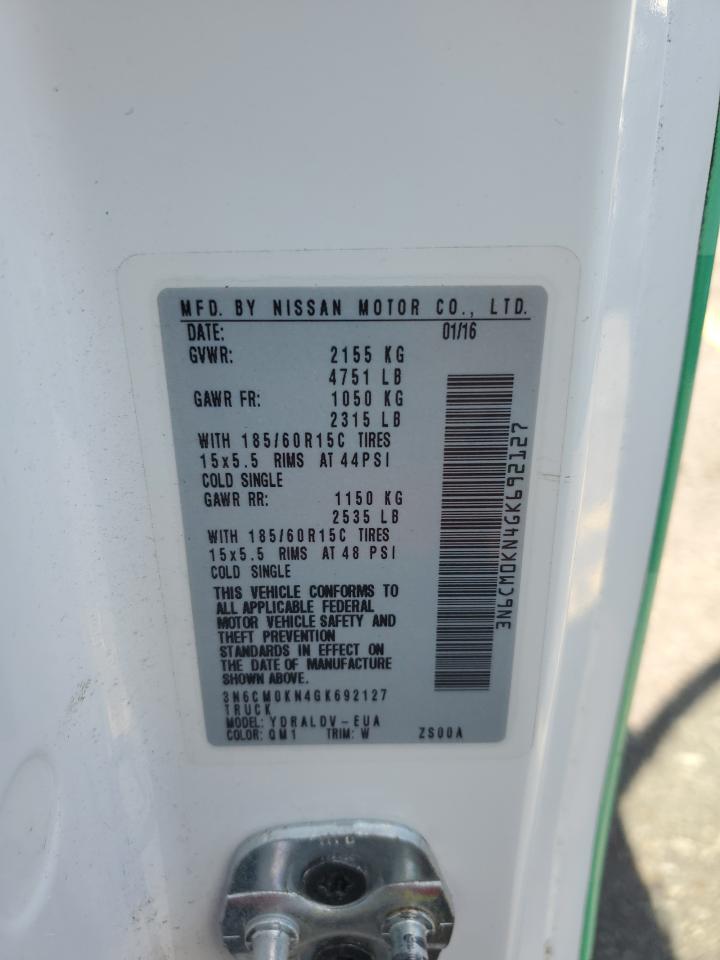 MFD. BY NISSAN MOTOR CO., LTD.
DATE: 01/16
GVWR: 2155 KG
4751 LB
GAWR FR: 1050 KG
2315 LB
WITH 185/60R15C TIRES
15x5.5 RIMS AT 44PSI
COLD SINGLE
GAWR RR: 1150 KG
2535 LB
WITH 185/60R15C TIRES
15x5.5 RIMS AT 48 PSI
COLD SINGLE
THIS VEHICLE CONFORMS TO
ALL APPLICABLE FEDERAL
MOTOR VEHICLE SAFETY AND
THEFT PREVENTION
STANDARDS IN EFFECT ON
THE DATE OF MANUFACTURE
SHOWN ABOVE.
3N6CM0KN4GK692127
TRUCK
MODEL: YDRALDV-EUA
COLOR: QM1 TRIM: W ZS00A
3N6CM0KN4GK692127